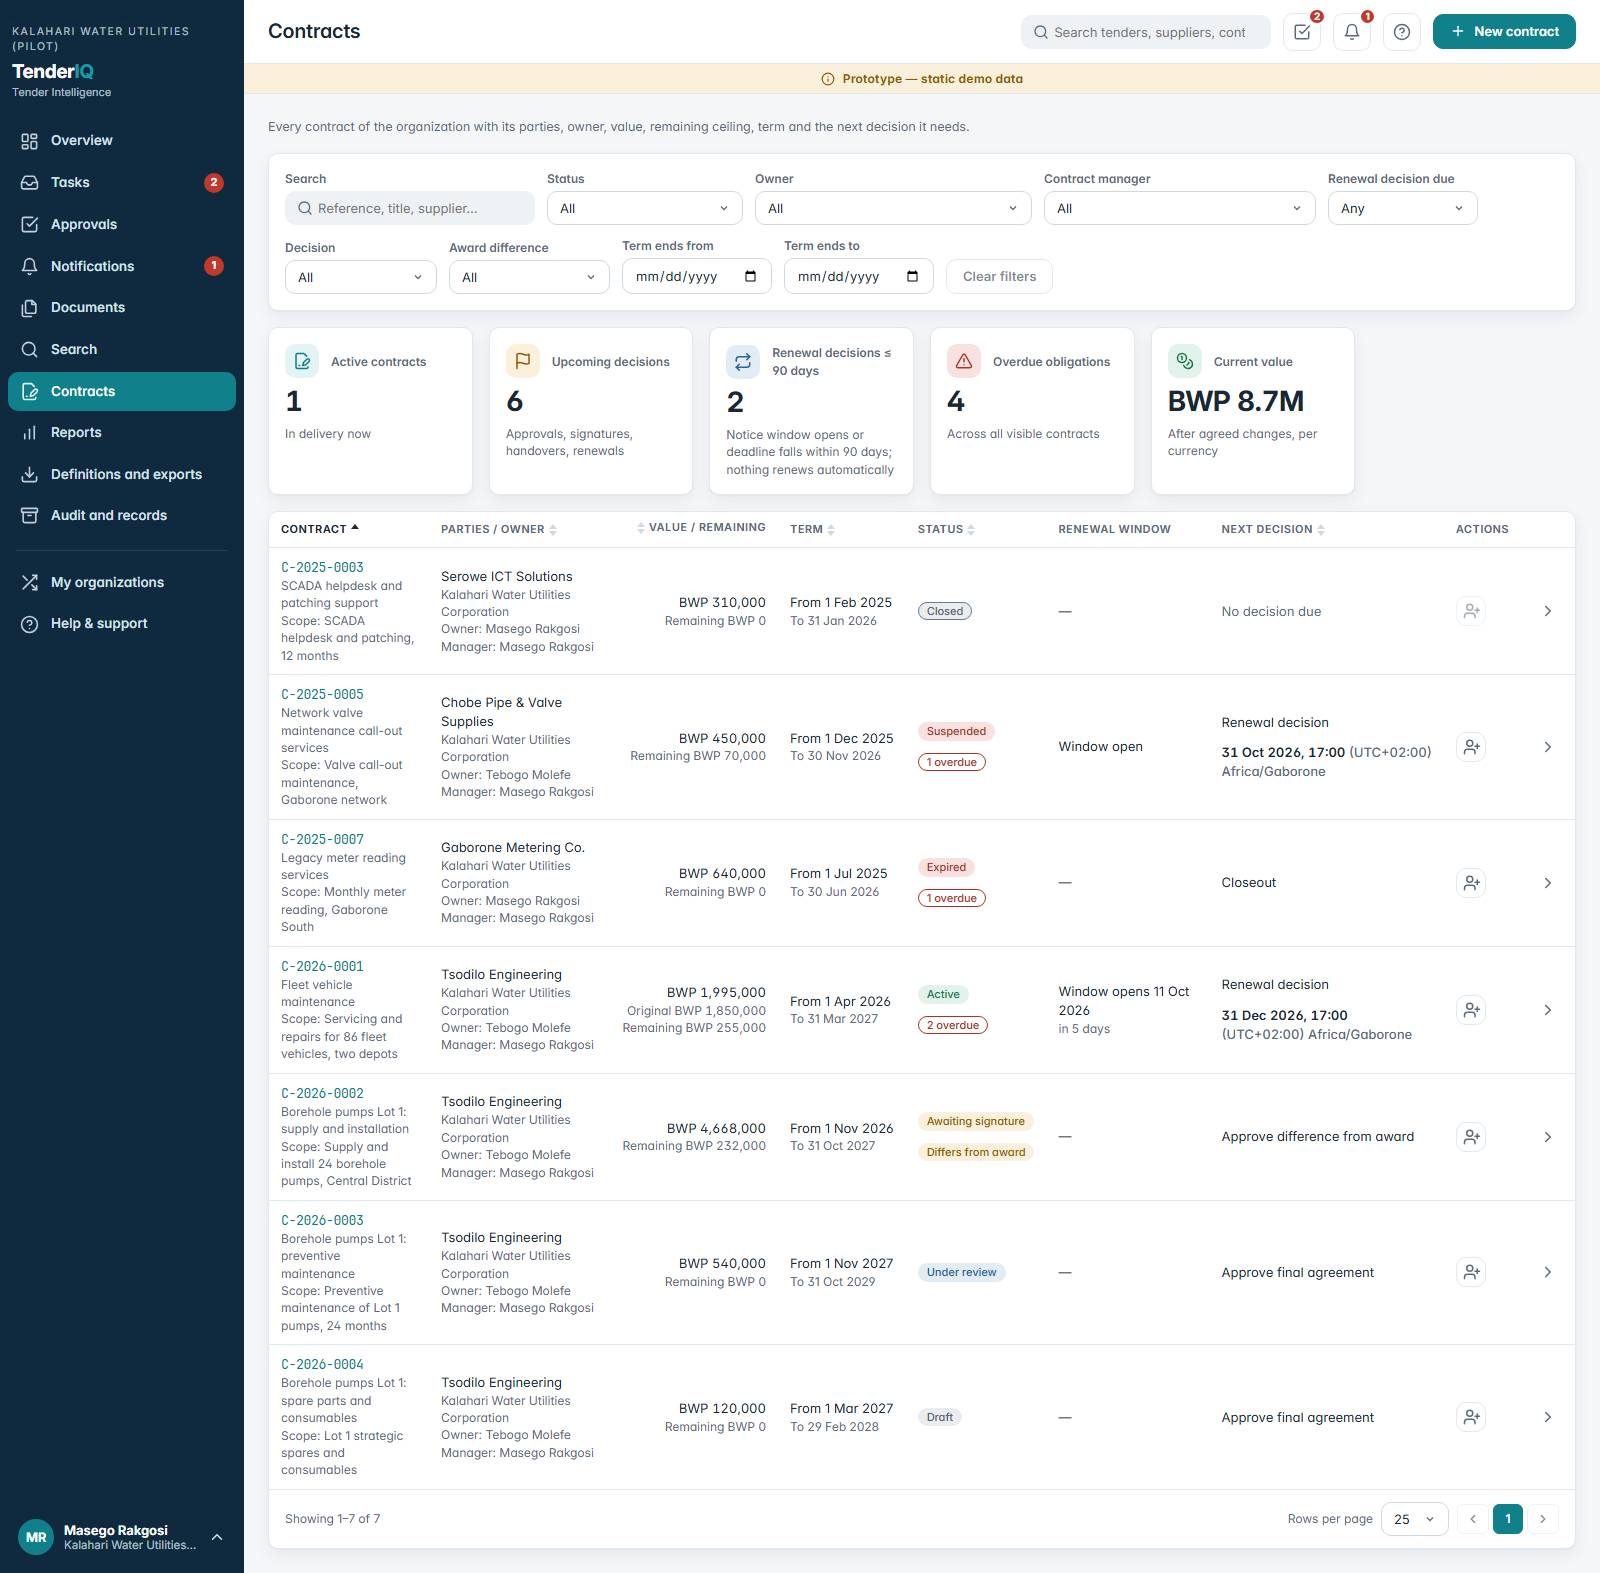 KALAHARI WATER UTILITIES
(PILOT)
TenderIQ
Tender Intelligence
Overview
Tasks 2
Approvals
Notifications 1
Documents
Search
Contracts
Reports
Definitions and exports
Audit and records
My organizations
Help & support
MR
Masego Rakgosi
Kalahari Water Utilities...
Contracts
Search tenders, suppliers, cont
2
1
New contract
Prototype — static demo data
Every contract of the organization with its parties, owner, value, remaining ceiling, term and the next decision it needs.
Search
Reference, title, supplier...
Status
All
Owner
All
Contract manager
All
Renewal decision due
Any
Decision
All
Award difference
All
Term ends from
mm/dd/yyyy
Term ends to
mm/dd/yyyy
Clear filters
Active contracts
1
In delivery now
Upcoming decisions
6
Approvals, signatures,
handovers, renewals
Renewal decisions ≤
90 days
2
Notice window opens or
deadline falls within 90 days;
nothing renews automatically
Overdue obligations
4
Across all visible contracts
Current value
BWP 8.7M
After agreed changes, per
currency
CONTRACT PARTIES / OWNER VALUE / REMAINING TERM STATUS RENEWAL WINDOW NEXT DECISION ACTIONS
C-2025-0003
SCADA helpdesk and
patching support
Scope: SCADA
helpdesk and patching,
12 months
Serowe ICT Solutions
Kalahari Water Utilities
Corporation
Owner: Masego Rakgosi
Manager: Masego Rakgosi
BWP 310,000
Remaining BWP 0
From 1 Feb 2025
To 31 Jan 2026
Closed
—
No decision due
C-2025-0005
Network valve
maintenance call-out
services
Scope: Valve call-out
maintenance,
Gaborone network
Chobe Pipe & Valve
Supplies
Kalahari Water Utilities
Corporation
Owner: Tebogo Molefe
Manager: Masego Rakgosi
BWP 450,000
Remaining BWP 70,000
From 1 Dec 2025
To 30 Nov 2026
Suspended
1 overdue
Window open
Renewal decision
31 Oct 2026, 17:00 (UTC+02:00)
Africa/Gaborone
C-2025-0007
Legacy meter reading
services
Scope: Monthly meter
reading, Gaborone
South
Gaborone Metering Co.
Kalahari Water Utilities
Corporation
Owner: Masego Rakgosi
Manager: Masego Rakgosi
BWP 640,000
Remaining BWP 0
From 1 Jul 2025
To 30 Jun 2026
Expired
1 overdue
—
Closeout
C-2026-0001
Fleet vehicle
maintenance
Scope: Servicing and
repairs for 86 fleet
vehicles, two depots
Tsodilo Engineering
Kalahari Water Utilities
Corporation
Owner: Tebogo Molefe
Manager: Masego Rakgosi
BWP 1,995,000
Original BWP 1,850,000
Remaining BWP 255,000
From 1 Apr 2026
To 31 Mar 2027
Active
2 overdue
Window opens 11 Oct
2026
in 5 days
Renewal decision
31 Dec 2026, 17:00
(UTC+02:00) Africa/Gaborone
C-2026-0002
Borehole pumps Lot 1:
supply and installation
Scope: Supply and
install 24 borehole
pumps, Central District
Tsodilo Engineering
Kalahari Water Utilities
Corporation
Owner: Tebogo Molefe
Manager: Masego Rakgosi
BWP 4,668,000
Remaining BWP 232,000
From 1 Nov 2026
To 31 Oct 2027
Awaiting signature
Differs from award
—
Approve difference from award
C-2026-0003
Borehole pumps Lot 1:
preventive
maintenance
Scope: Preventive
maintenance of Lot 1
pumps, 24 months
Tsodilo Engineering
Kalahari Water Utilities
Corporation
Owner: Tebogo Molefe
Manager: Masego Rakgosi
BWP 540,000
Remaining BWP 0
From 1 Nov 2027
To 31 Oct 2029
Under review
—
Approve final agreement
C-2026-0004
Borehole pumps Lot 1:
spare parts and
consumables
Scope: Lot 1 strategic
spares and
consumables
Tsodilo Engineering
Kalahari Water Utilities
Corporation
Owner: Tebogo Molefe
Manager: Masego Rakgosi
BWP 120,000
Remaining BWP 0
From 1 Mar 2027
To 29 Feb 2028
Draft
—
Approve final agreement
Showing 1–7 of 7
Rows per page 25
1